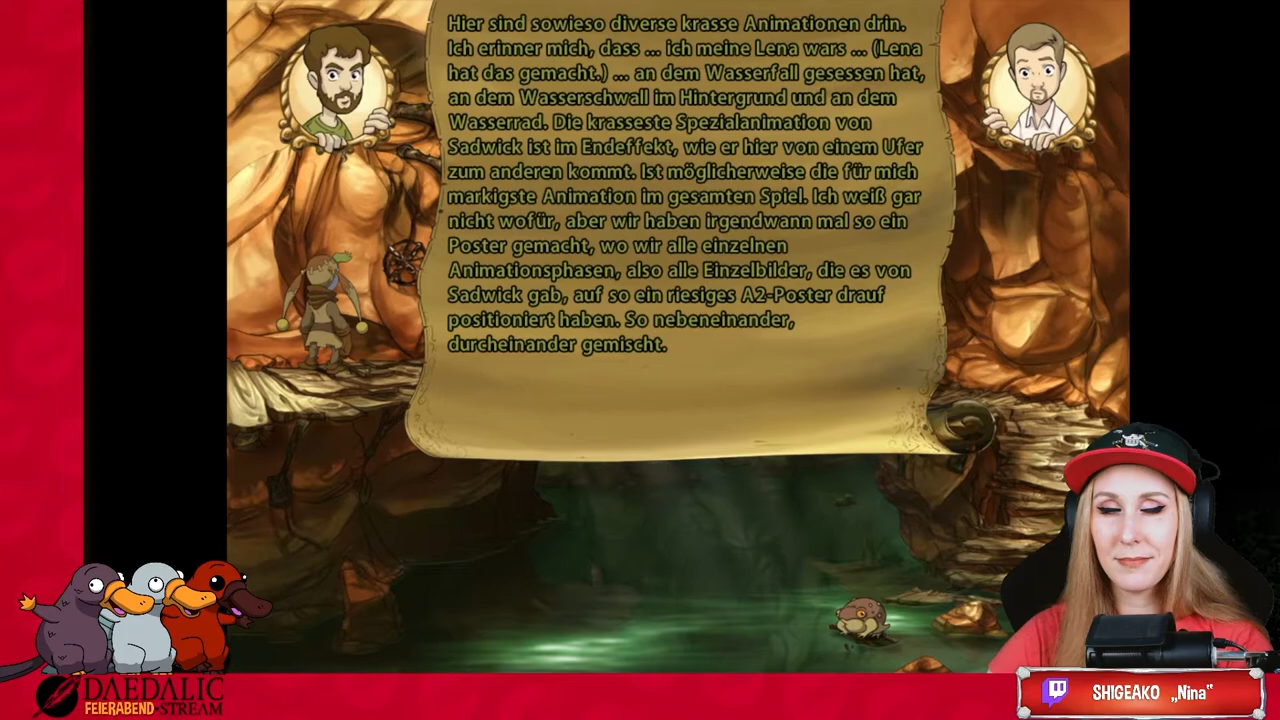 Hier sind sowieso diverse krasse Animationen drin.
Ich erinner mich, dass ... ich meine Lena wars ... (Lena
hat das gemacht.) ... an dem Wasserfall gesessen hat,
an dem Wasserschwall im Hintergrund und an dem
Wasserrad. Die krasseste Spezialanimation von
Sadwick ist im Endeffekt, wie er hier von einem Ufer
zum anderen kommt. Ist möglicherweise die für mich
markigste Animation im gesamten Spiel. Ich weiß gar
nicht wofür, aber wir haben irgendwann mal so ein
Poster gemacht, wo wir alle einzelnen
Animationsphasen, also alle Einzelbilder, die es von
Sadwick gab, auf so ein riesiges A2-Poster drauf
positioniert haben. So nebeneinander,
durcheinander gemischt.
DAEDALIC
FEIERABEND-STREAM
SHIGEAKO „Nina“